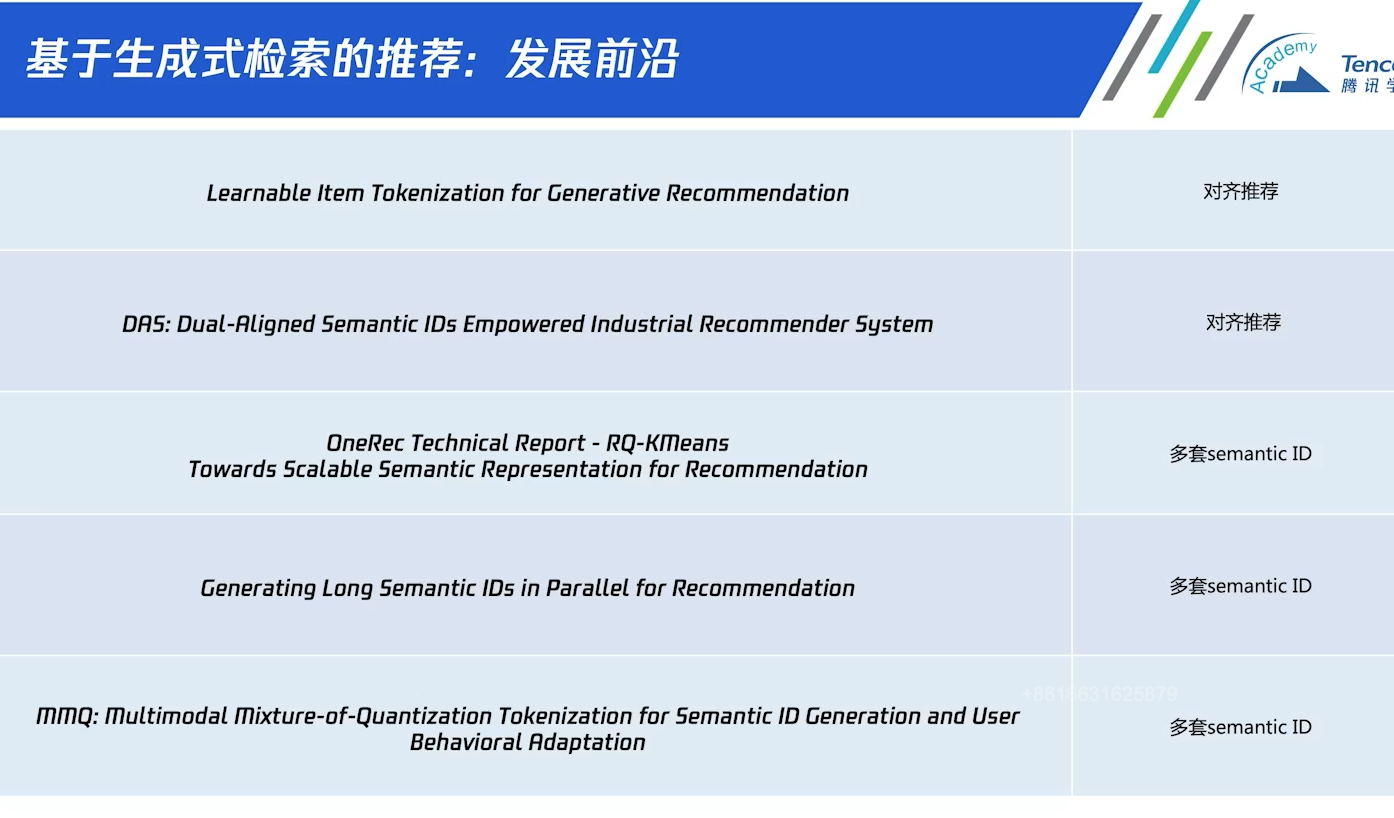 基于生成式检索的推荐：发展前沿
Academy
Tenc
腾讯学
Learnable Item Tokenization for Generative Recommendation
对齐推荐
DAS: Dual-Aligned Semantic IDs Empowered Industrial Recommender System
对齐推荐
OneRec Technical Report - RQ-KMeans
Towards Scalable Semantic Representation for Recommendation
多套semantic ID
Generating Long Semantic IDs in Parallel for Recommendation
多套semantic ID
MMQ: Multimodal Mixture-of-Quantization Tokenization for Semantic ID Generation and User
Behavioral Adaptation
多套semantic ID